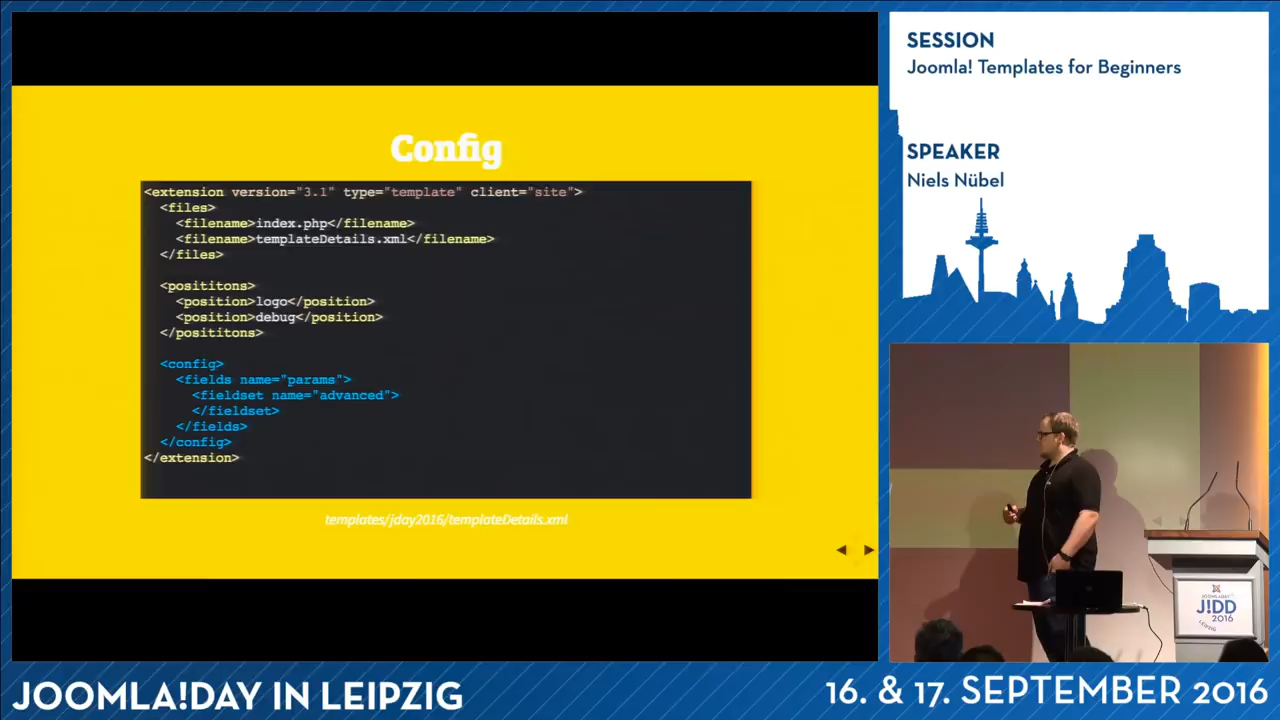 SESSION
Joomla! Templates for Beginners
SPEAKER
Niels Nübel
Config
<extension version="3.1" type="template" client="site">
  <files>
    <filename>index.php</filename>
    <filename>templateDetails.xml</filename>
  </files>
  <posititons>
    <position>logo</position>
    <position>debug</position>
  </posititons>
  <config>
    <fields name="params">
      <fieldset name="advanced">
      </fieldset>
    </fields>
  </config>
</extension>
templates/jday2016/templateDetails.xml
JOOMLA!DAY
J!DD
2016
LEIPZIG
JOOMLA!DAY IN LEIPZIG
16. & 17. SEPTEMBER 2016